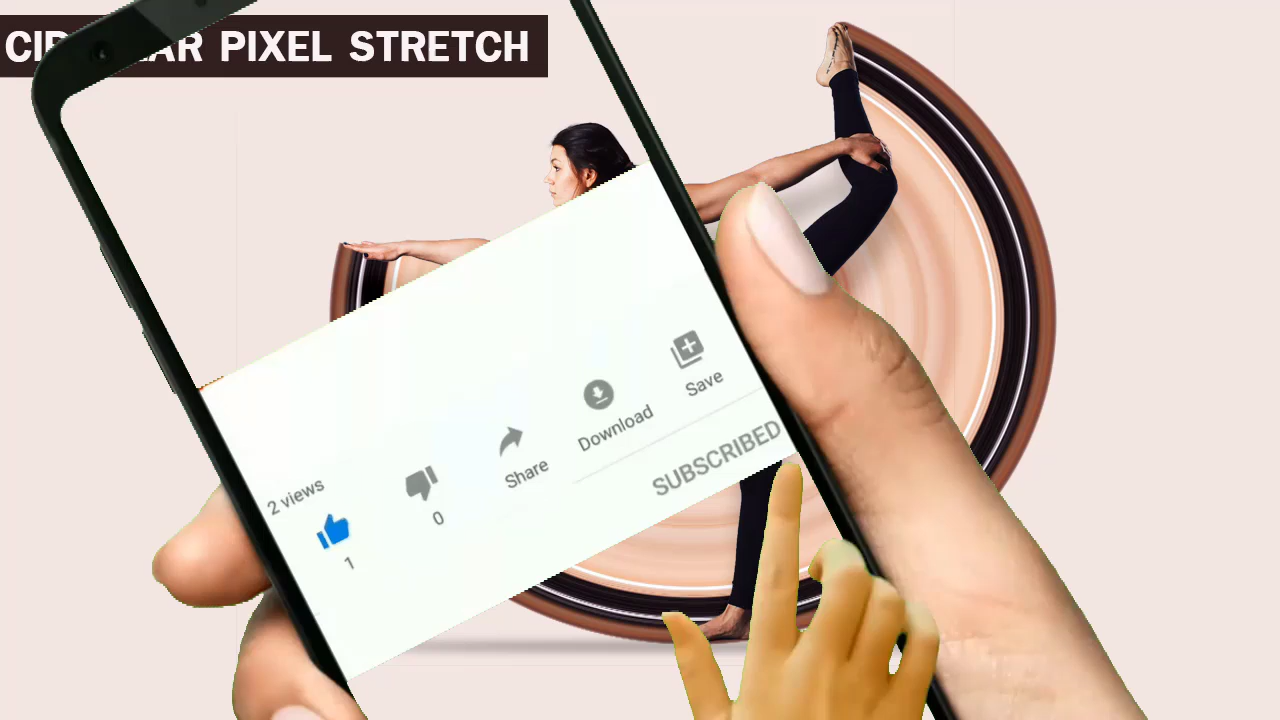 PIXEL STRETCH
2 views
1
0
Share
Download
Save
SUBSCRIBED